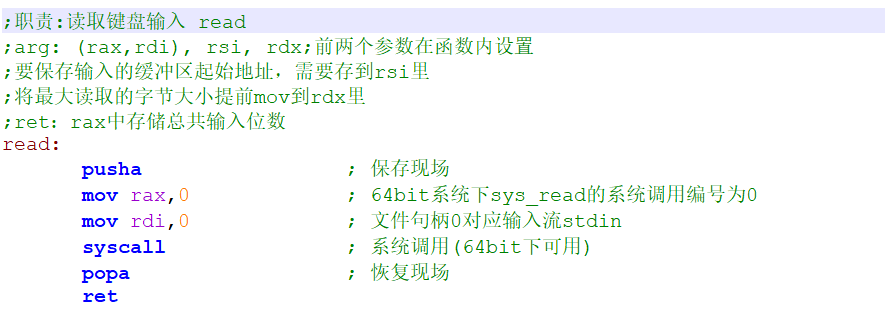 ;职责:读取键盘输入 read
;arg: (rax,rdi), rsi, rdx;前两个参数在函数内设置
;要保存输入的缓冲区起始地址，需要存到rsi里
;将最大读取的字节大小提前mov到rdx里
;ret: rax中存储总共输入位数
read:
pusha ; 保存现场
mov rax,0 ; 64bit系统下sys_read的系统调用编号为0
mov rdi,0 ; 文件句柄0对应输入流stdin
syscall ; 系统调用(64bit下可用)
popa ; 恢复现场
ret